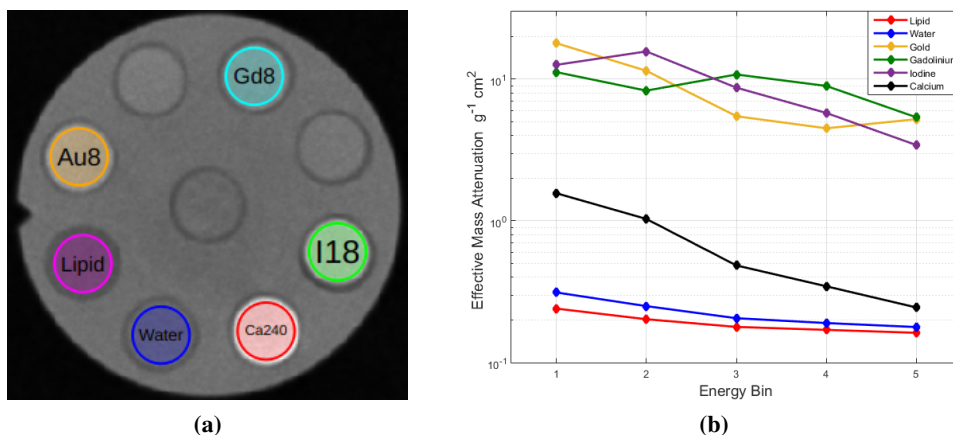 Gd8
Au8
I18
Lipid
Water
Ca240
(a)
Effective Mass Attenuation g⁻¹ cm²
10¹
10⁰
10⁻¹
1 2 3 4 5
Energy Bin
Lipid
Water
Gold
Gadolinium
Iodine
Calcium
(b)